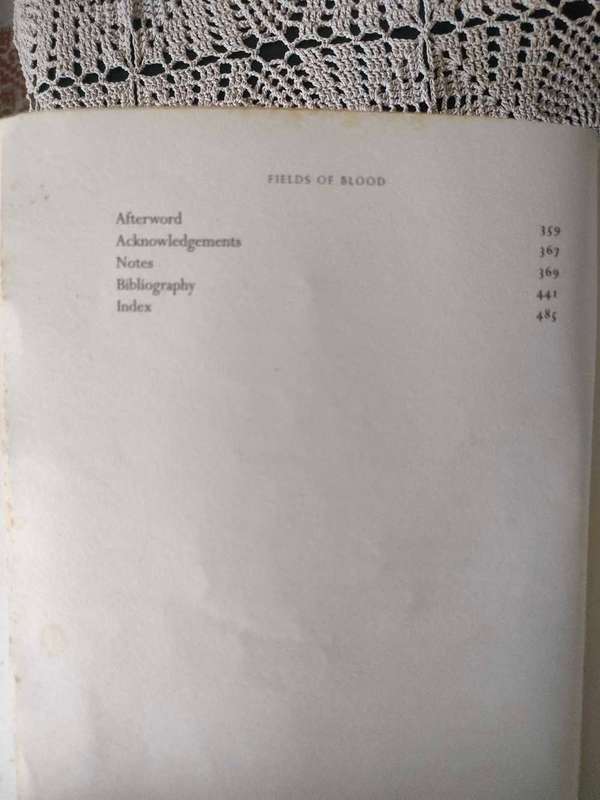 FIELDS OF BLOOD
Afterword 359
Acknowledgements 367
Notes 369
Bibliography 441
Index 485